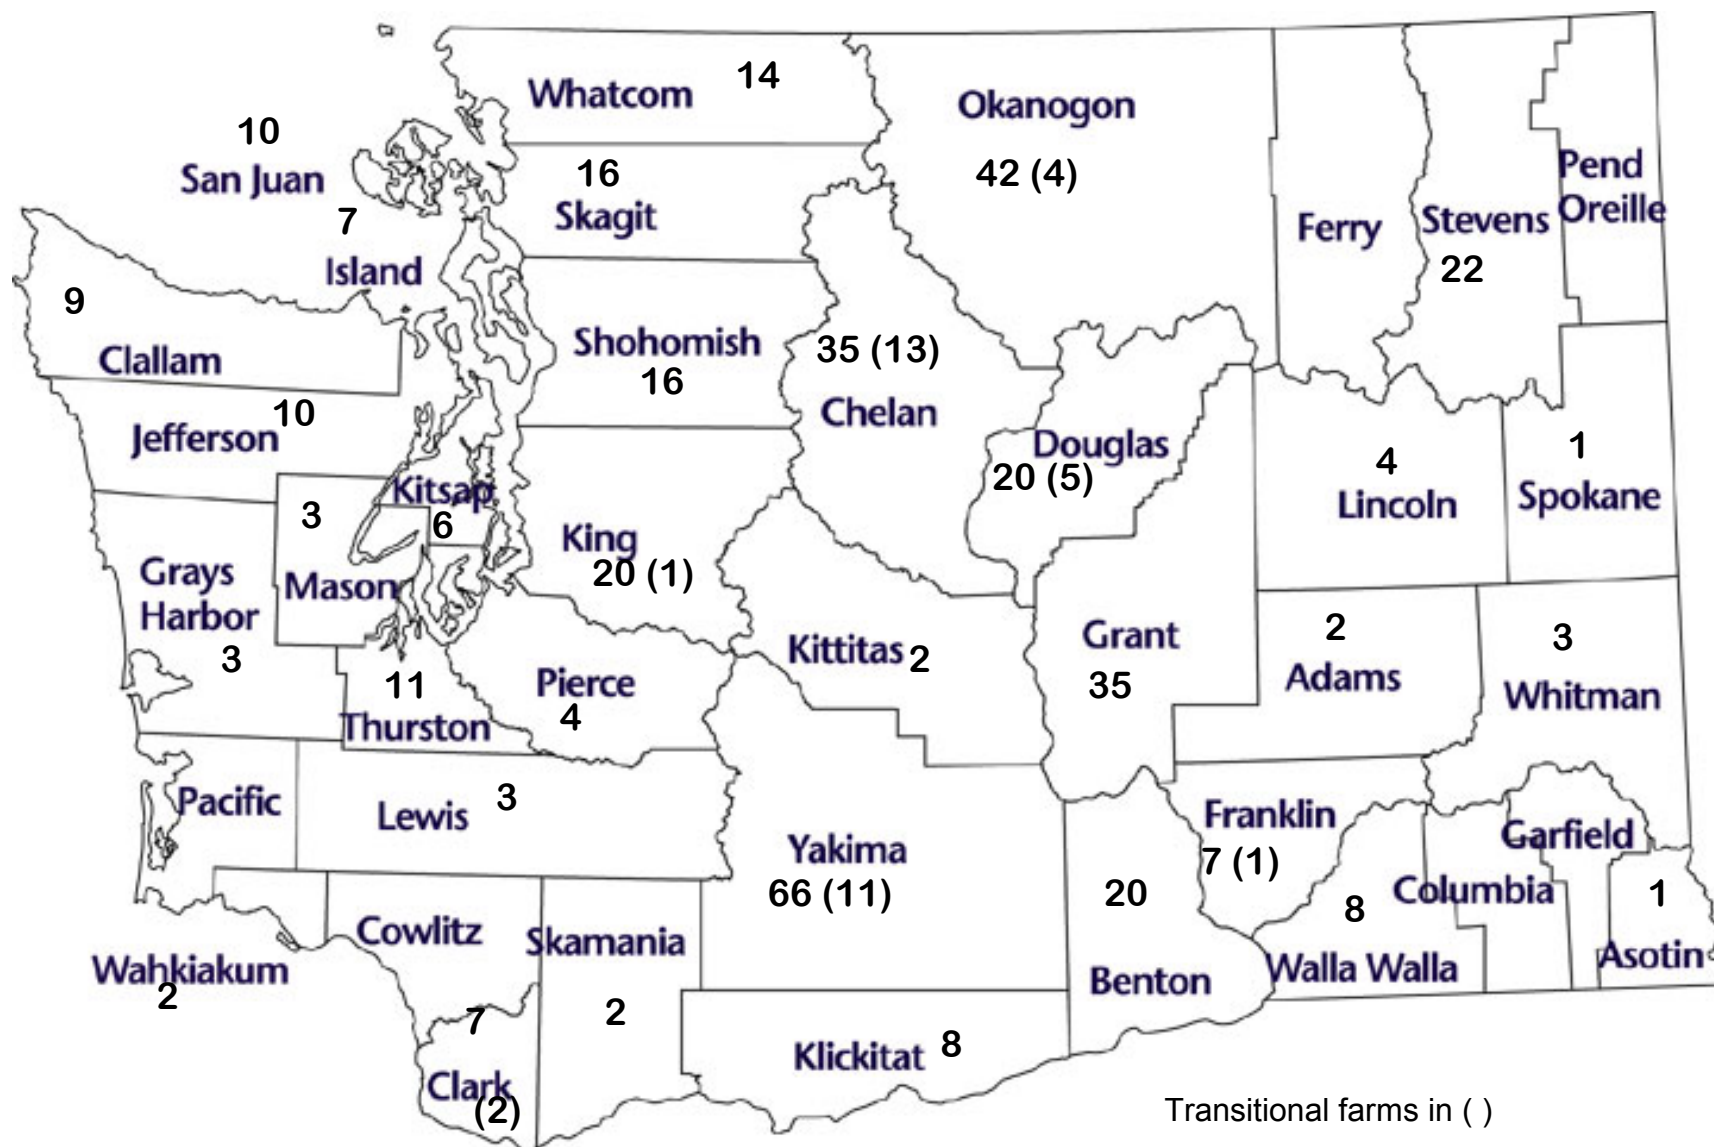 Whatcom
14
Okanogon
42 (4)
10
San Juan
16
Skagit
7
Island
Ferry
Stevens
22
Pend
Oreille
9
Clallam
Shohomish
16
35 (13)
Chelan
Jefferson
10
Douglas
20 (5)
4
Lincoln
1
Spokane
Kitsap
6
3
Mason
King
20 (1)
Grays
Harbor
3
Kittitas 2
Grant
35
2
Adams
3
Whitman
11
Thurston
Pierce
4
Pacific
Lewis
3
Yakima
66 (11)
Franklin
7 (1)
Garfield
Columbia
20
Benton
8
Walla Walla
1
Asotin
Cowlitz
Skamania
2
Wahkiakum
2
7
Clark
(2)
Klickitat 8
Transitional farms in ( )